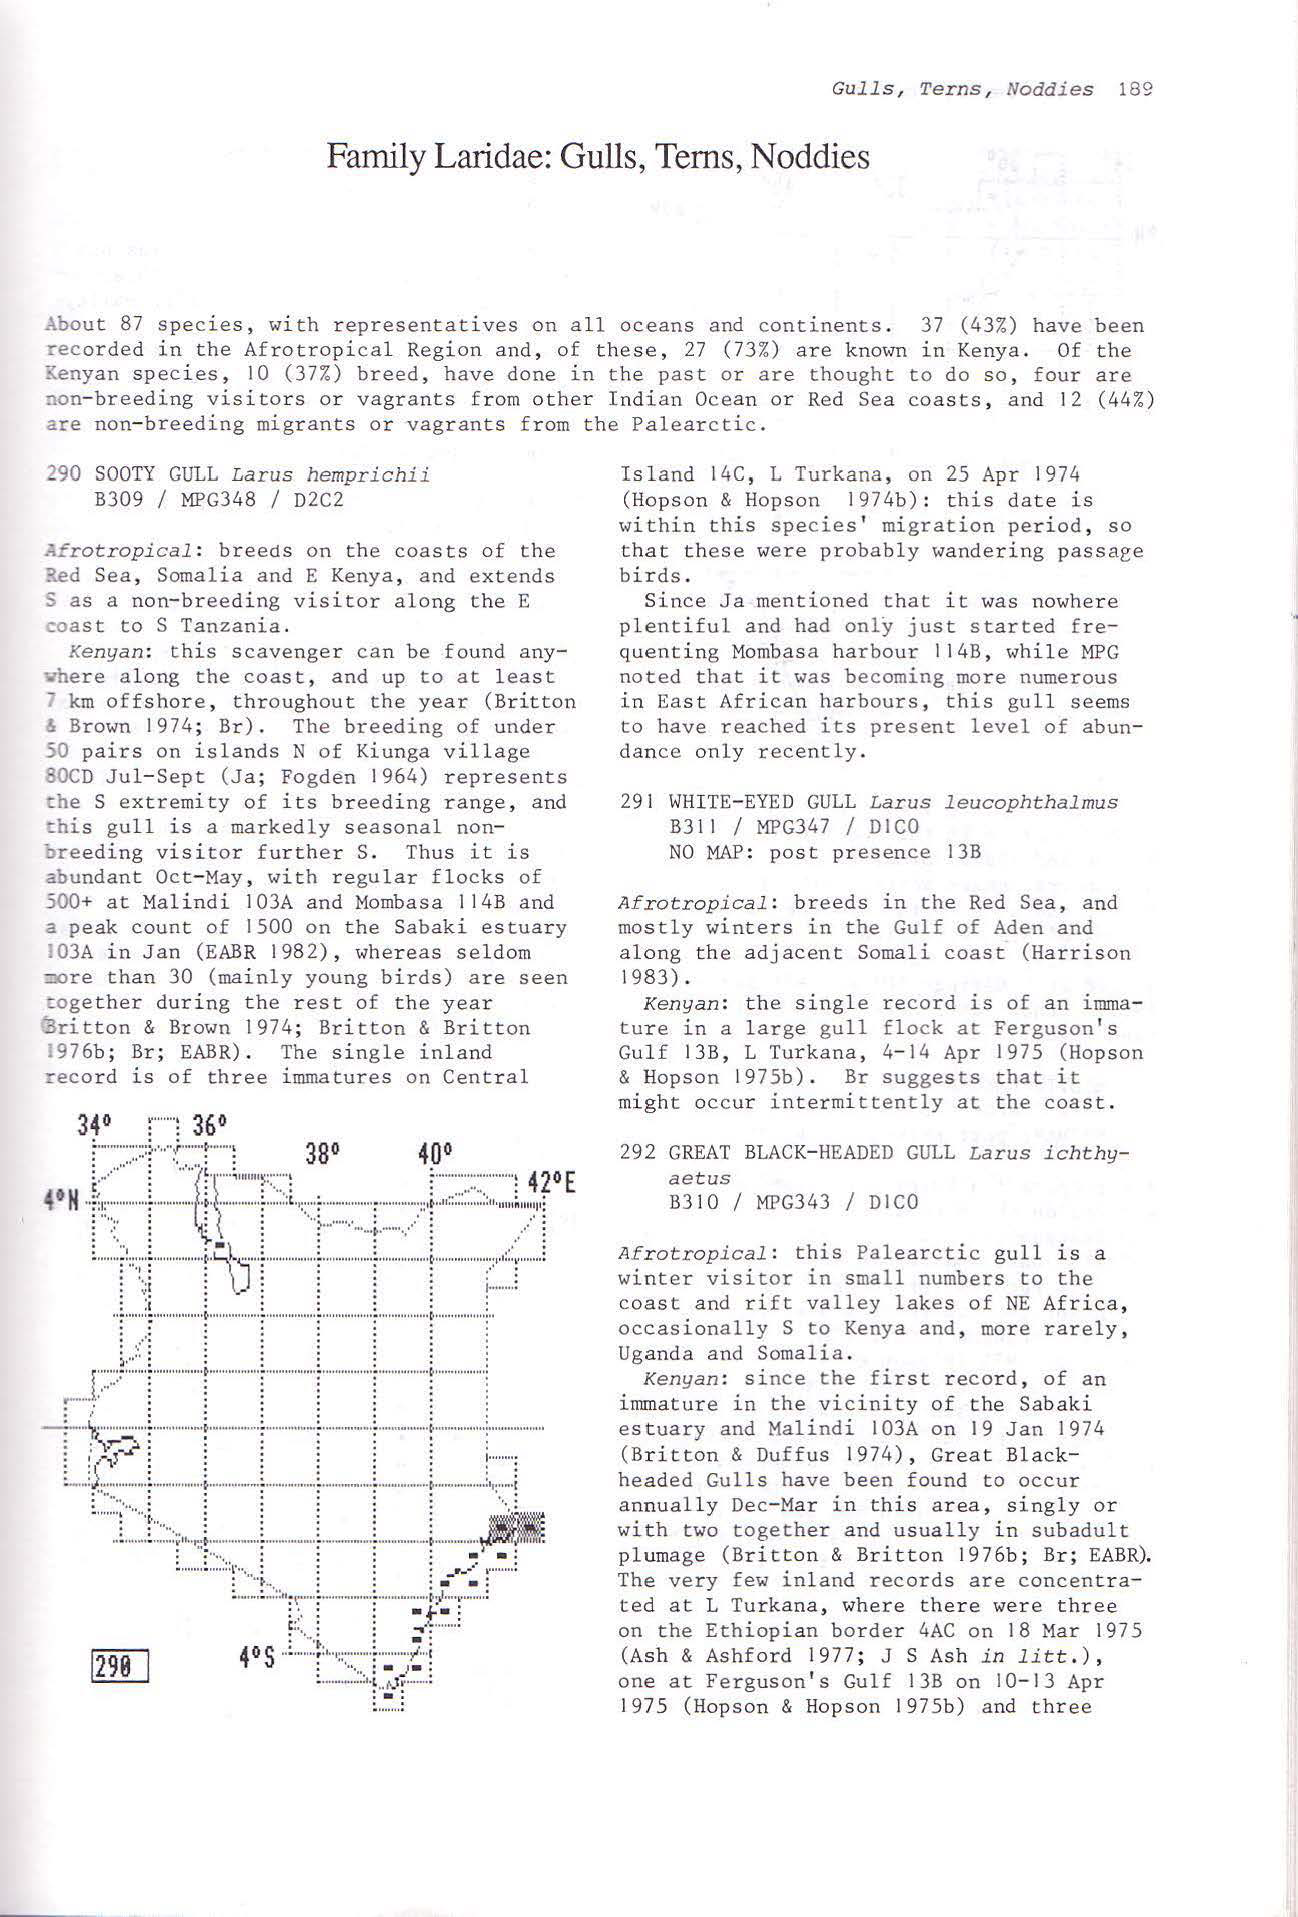 Gulls, Terns, Noddies 189
Family Laridae: Gulls, Terns, Noddies
About 87 species, with representatives on all oceans and continents. 37 (43%) have been
recorded in the Afrotropical Region and, of these, 27 (73%) are known in Kenya. Of the
Kenyan species, 10 (37%) breed, have done in the past or are thought to do so, four are
non-breeding visitors or vagrants from other Indian Ocean or Red Sea coasts, and 12 (44%)
are non-breeding migrants or vagrants from the Palearctic.
290 SOOTY GULL Larus hemprichii
B309 / MPG348 / D2C2
Afrotropical: breeds on the coasts of the
Red Sea, Somalia and E Kenya, and extends
S as a non-breeding visitor along the E
coast to S Tanzania.
Kenyan: this scavenger can be found any-
where along the coast, and up to at least
7 km offshore, throughout the year (Britton
& Brown 1974; Br). The breeding of under
50 pairs on islands N of Kiunga village
80CD Jul-Sept (Ja; Fogden 1964) represents
the S extremity of its breeding range, and
this gull is a markedly seasonal non-
breeding visitor further S. Thus it is
abundant Oct-May, with regular flocks of
500+ at Malindi 103A and Mombasa 114B and
a peak count of 1500 on the Sabaki estuary
103A in Jan (EABR 1982), whereas seldom
more than 30 (mainly young birds) are seen
together during the rest of the year
(Britton & Brown 1974; Britton & Britton
1976b; Br; EABR). The single inland
record is of three immatures on Central
34° 36° 38° 40° 42°E
4°N
4°S
290
Island 14C, L Turkana, on 25 Apr 1974
(Hopson & Hopson 1974b): this date is
within this species' migration period, so
that these were probably wandering passage
birds.
Since Ja mentioned that it was nowhere
plentiful and had only just started fre-
quenting Mombasa harbour 114B, while MPG
noted that it was becoming more numerous
in East African harbours, this gull seems
to have reached its present level of abun-
dance only recently.
291 WHITE-EYED GULL Larus leucophthalmus
B311 / MPG347 / D1C0
NO MAP: post presence 13B
Afrotropical: breeds in the Red Sea, and
mostly winters in the Gulf of Aden and
along the adjacent Somali coast (Harrison
1983).
Kenyan: the single record is of an imma-
ture in a large gull flock at Ferguson's
Gulf 13B, L Turkana, 4-14 Apr 1975 (Hopson
& Hopson 1975b). Br suggests that it
might occur intermittently at the coast.
292 GREAT BLACK-HEADED GULL Larus ichthy-
aetus
B310 / MPG343 / D1C0
Afrotropical: this Palearctic gull is a
winter visitor in small numbers to the
coast and rift valley lakes of NE Africa,
occasionally S to Kenya and, more rarely,
Uganda and Somalia.
Kenyan: since the first record, of an
immature in the vicinity of the Sabaki
estuary and Malindi 103A on 19 Jan 1974
(Britton & Duffus 1974), Great Black-
headed Gulls have been found to occur
annually Dec-Mar in this area, singly or
with two together and usually in subadult
plumage (Britton & Britton 1976b; Br; EABR).
The very few inland records are concentra-
ted at L Turkana, where there were three
on the Ethiopian border 4AC on 18 Mar 1975
(Ash & Ashford 1977; J S Ash in litt.),
one at Ferguson's Gulf 13B on 10-13 Apr
1975 (Hopson & Hopson 1975b) and three